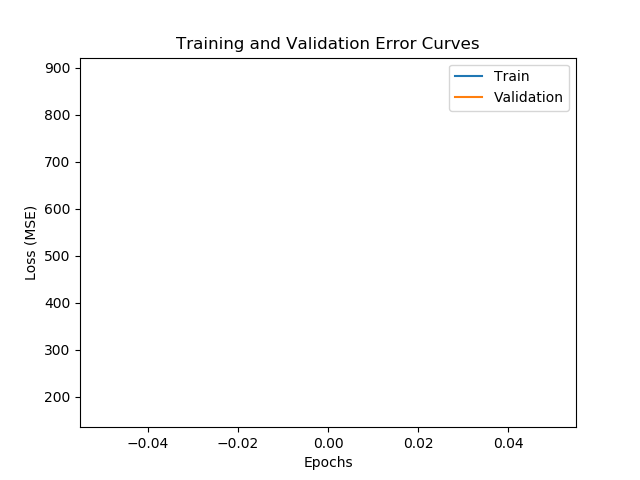 Training and Validation Error Curves
Train
Validation
900
800
700
600
500
400
300
200
Loss (MSE)
−0.04 −0.02 0.00 0.02 0.04
Epochs